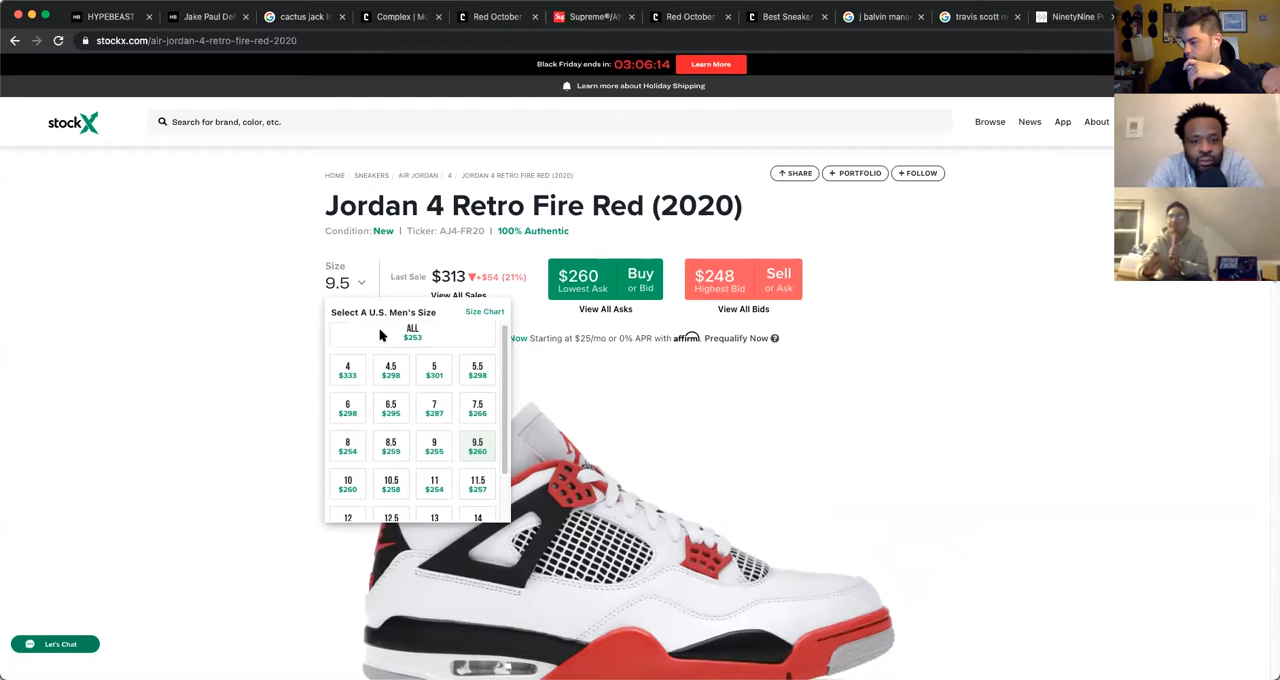 HYPEBEAST
Jake Paul Def
cactus jack lo
Complex | Mu
Red October
Supreme®/Ai
Red October
Best Sneaker
j balvin mana
travis scott m
NinetyNine P
stockx.com/air-jordan-4-retro-fire-red-2020
Black Friday ends in: 03:06:14 Learn More
Learn more about Holiday Shipping
stockX
Search for brand, color, etc.
Browse News App About
HOME SNEAKERS AIR JORDAN 4 JORDAN 4 RETRO FIRE RED (2020)
SHARE + PORTFOLIO + FOLLOW
Jordan 4 Retro Fire Red (2020)
Condition: New | Ticker: AJ4-FR20 | 100% Authentic
Size
9.5
Last Sale $313 ▼+$54 (21%)
View All Sales
$260 Buy
Lowest Ask or Bid
View All Asks
$248 Sell
Highest Bid or Ask
View All Bids
Now Starting at $25/mo or 0% APR with affirm. Prequalify Now
Select A U.S. Men's Size Size Chart
ALL
$253
4 4.5 5 5.5
$333 $298 $301 $298
6 6.5 7 7.5
$298 $295 $287 $266
8 8.5 9 9.5
$254 $259 $255 $260
10 10.5 11 11.5
$260 $258 $254 $257
12 12.5 13 14
Let's Chat